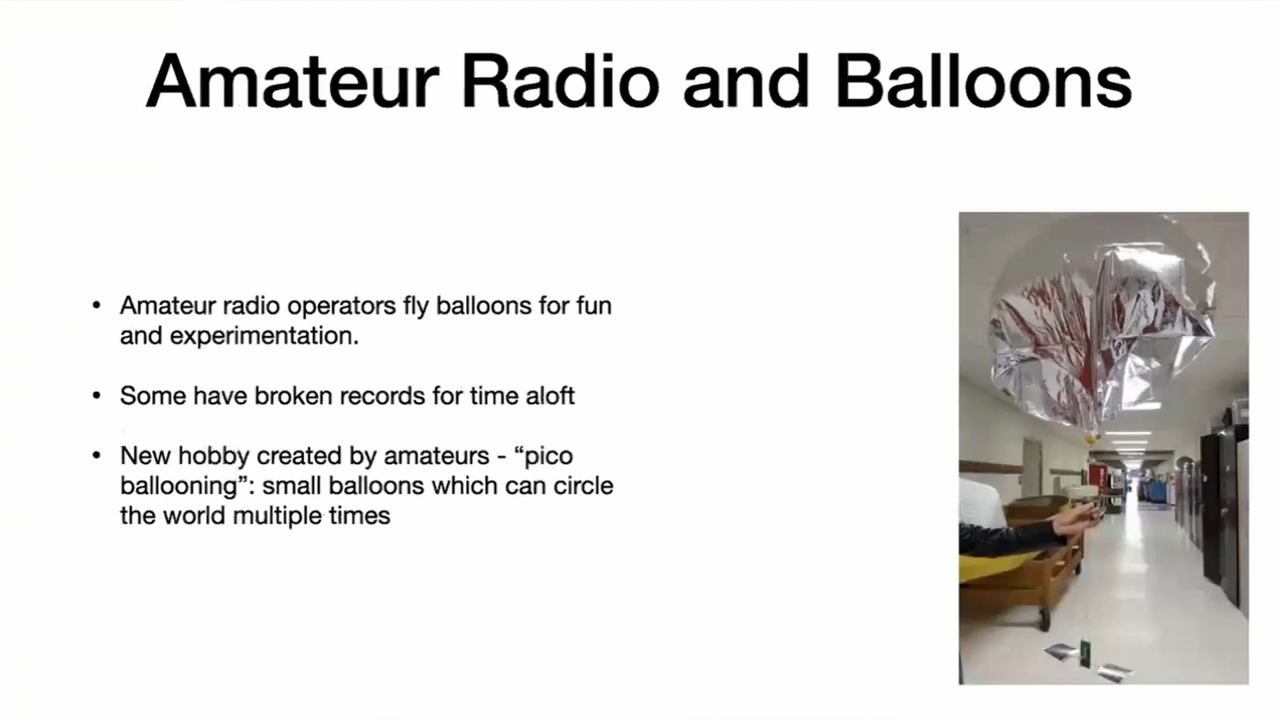 Amateur Radio and Balloons
• Amateur radio operators fly balloons for fun
and experimentation.
• Some have broken records for time aloft
• New hobby created by amateurs - “pico
ballooning”: small balloons which can circle
the world multiple times